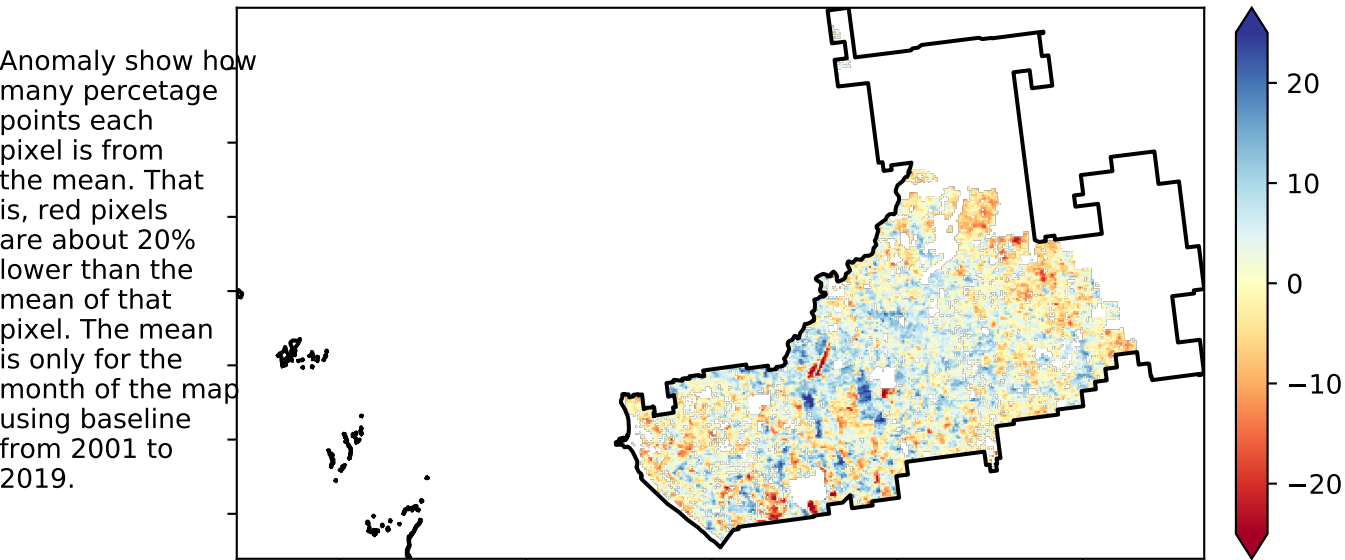 Anomaly show how
many percetage
points each
pixel is from
the mean. That
is, red pixels
are about 20%
lower than the
mean of that
pixel. The mean
is only for the
month of the map
using baseline
from 2001 to
2019.
20
10
0
−10
−20